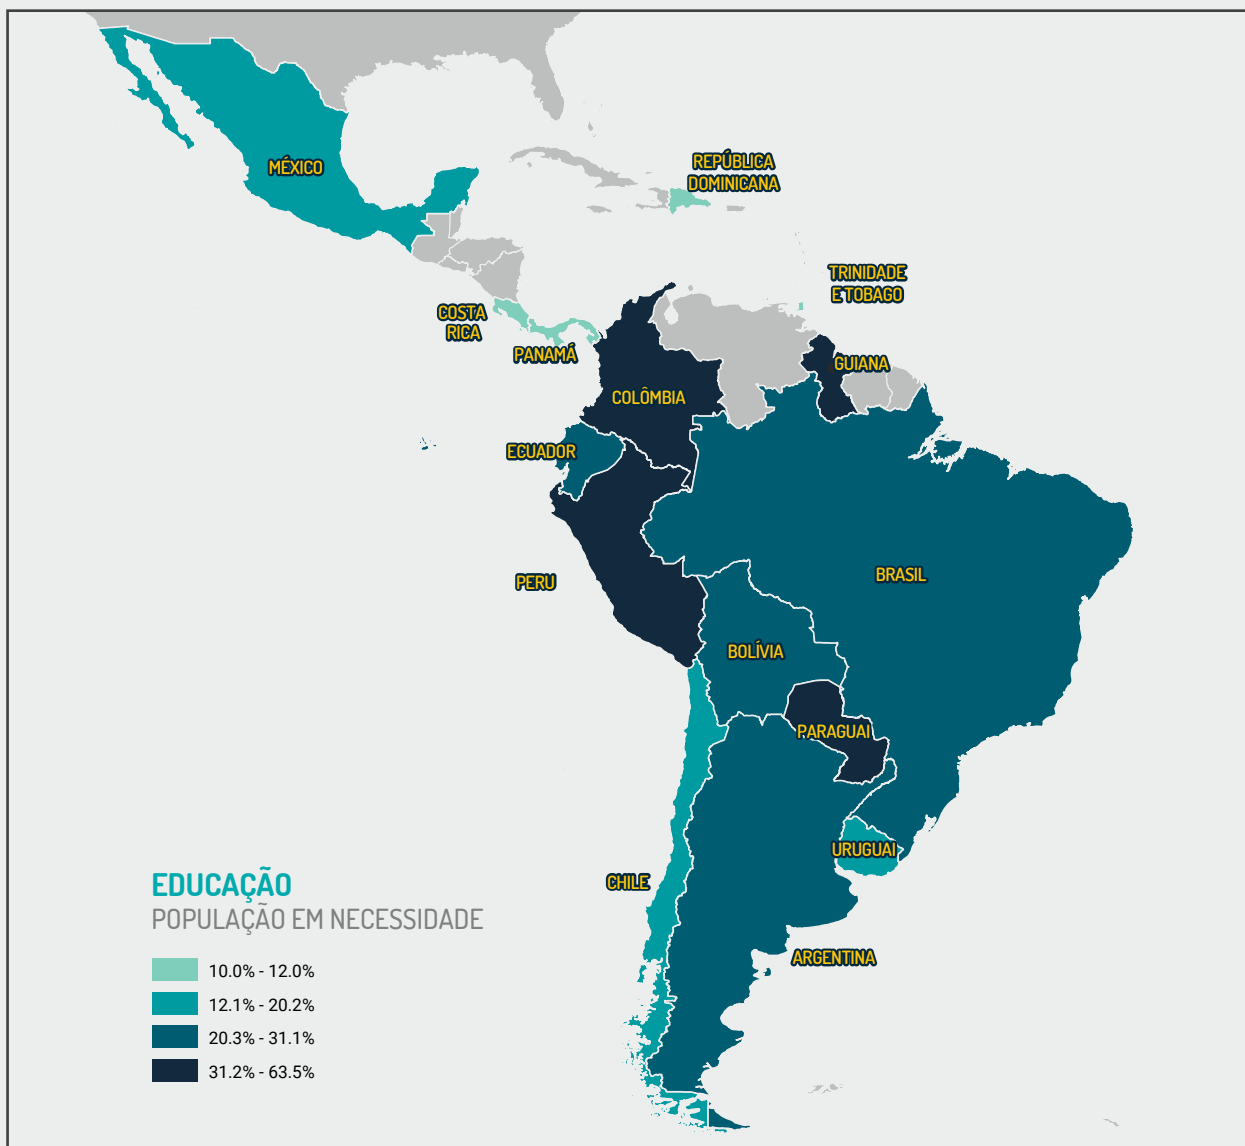 MÉXICO
REPÚBLICA
DOMINICANA
TRINIDADE
E TOBAGO
COSTA
RICA
PANAMÁ
GUIANA
COLÔMBIA
ECUADOR
BRASIL
PERU
BOLÍVIA
PARAGUAI
URUGUAI
CHILE
ARGENTINA
EDUCAÇÃO
POPULAÇÃO EM NECESSIDADE
10.0% - 12.0%
12.1% - 20.2%
20.3% - 31.1%
31.2% - 63.5%